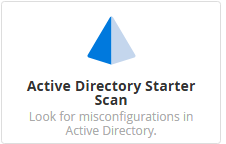 Active Directory Starter
Scan
Look for misconfigurations in
Active Directory.